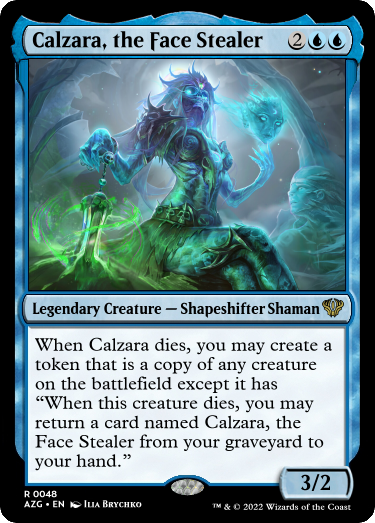 Calzara, the Face Stealer 2
Legendary Creature — Shapeshifter Shaman
When Calzara dies, you may create a
token that is a copy of any creature
on the battlefield except it has
“When this creature dies, you may
return a card named Calzara, the
Face Stealer from your graveyard to
your hand.”
3/2
R 0048
AZG • EN Ilia Brychko
™ & © 2022 Wizards of the Coast